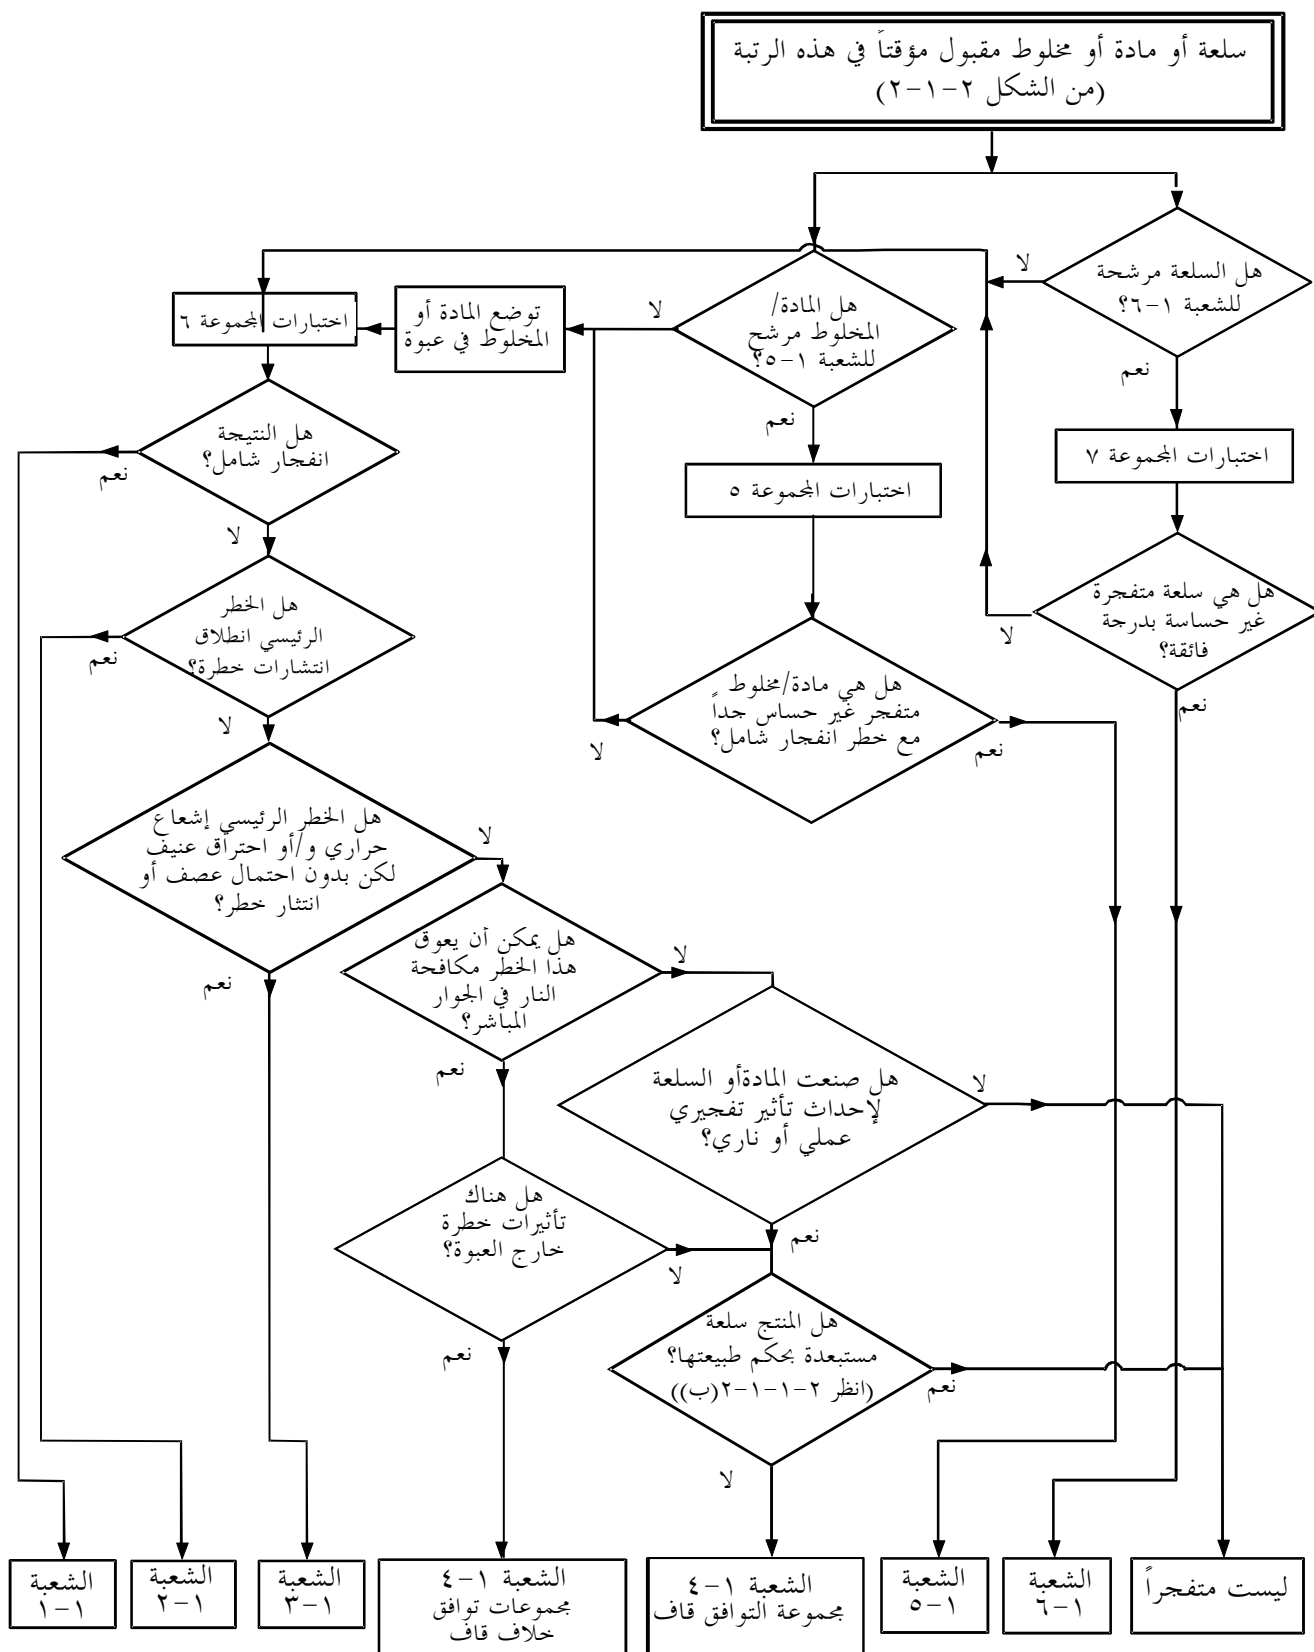 سلعة أو مادة أو مخلوط مقبول مؤقتاً في هذه الرتبة
(من الشكل ٢-١-٢)
هل السلعة مرشحة
للشعبة ١-٦؟
لا
نعم
هل المادة/
المخلوط مرشح
للشعبة ١-٥؟
لا
نعم
توضع المادة أو
المخلوط في عبوة
اختبارات المجموعة ٦
اختبارات المجموعة ٧
اختبارات المجموعة ٥
هل النتيجة
انفجار شامل؟
نعم
لا
هل هي سلعة متفجرة
غير حساسة بدرجة
فائقة؟
لا
نعم
هل الخطر
الرئيسي انطلاق
انتشارات خطرة؟
نعم
لا
هل هي مادة/مخلوط
متفجر غير حساس جداً
مع خطر انفجار شامل؟
لا
نعم
هل الخطر الرئيسي إشعاع
حراري و/أو احتراق عنيف
لكن بدون احتمال عصف أو
انتثار خطر؟
لا
نعم
هل يمكن أن يعوق
هذا الخطر مكافحة
النار في الجوار
المباشر؟
لا
نعم
هل صنعت المادةأو السلعة
لإحداث تأثير تفجيري
عملي أو ناري؟
لا
نعم
هل هناك
تأثيرات خطرة
خارج العبوة؟
لا
نعم
هل المنتج سلعة
مستبعدة بحكم طبيعتها؟
(انظر ٢-١-١-٢(ب))
نعم
لا
ليست متفجراً
الشعبة
١-٦
الشعبة
١-٥
الشعبة ١-٤
مجموعة التوافق قاف
الشعبة ١-٤
مجموعات توافق
خلاف قاف
الشعبة
١-٣
الشعبة
١-٢
الشعبة
١-١